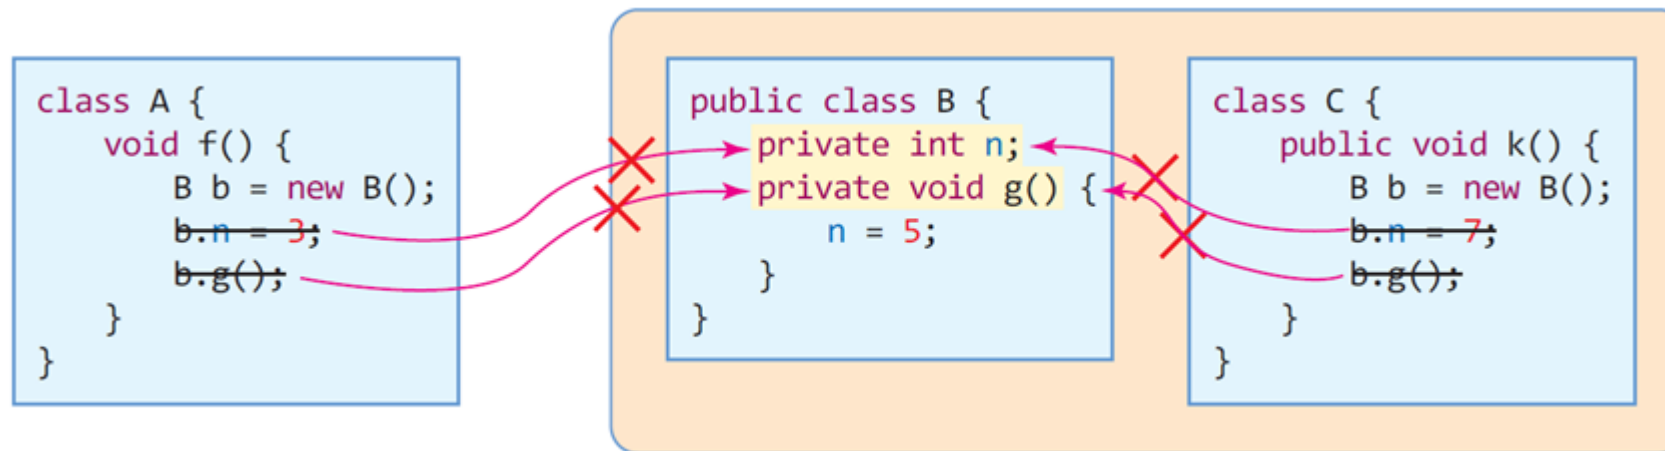 class A {
void f() {
B b = new B();
b.n = 3;
b.g();
}
}
public class B {
private int n;
private void g() {
n = 5;
}
}
class C {
public void k() {
B b = new B();
b.n = 7;
b.g();
}
}